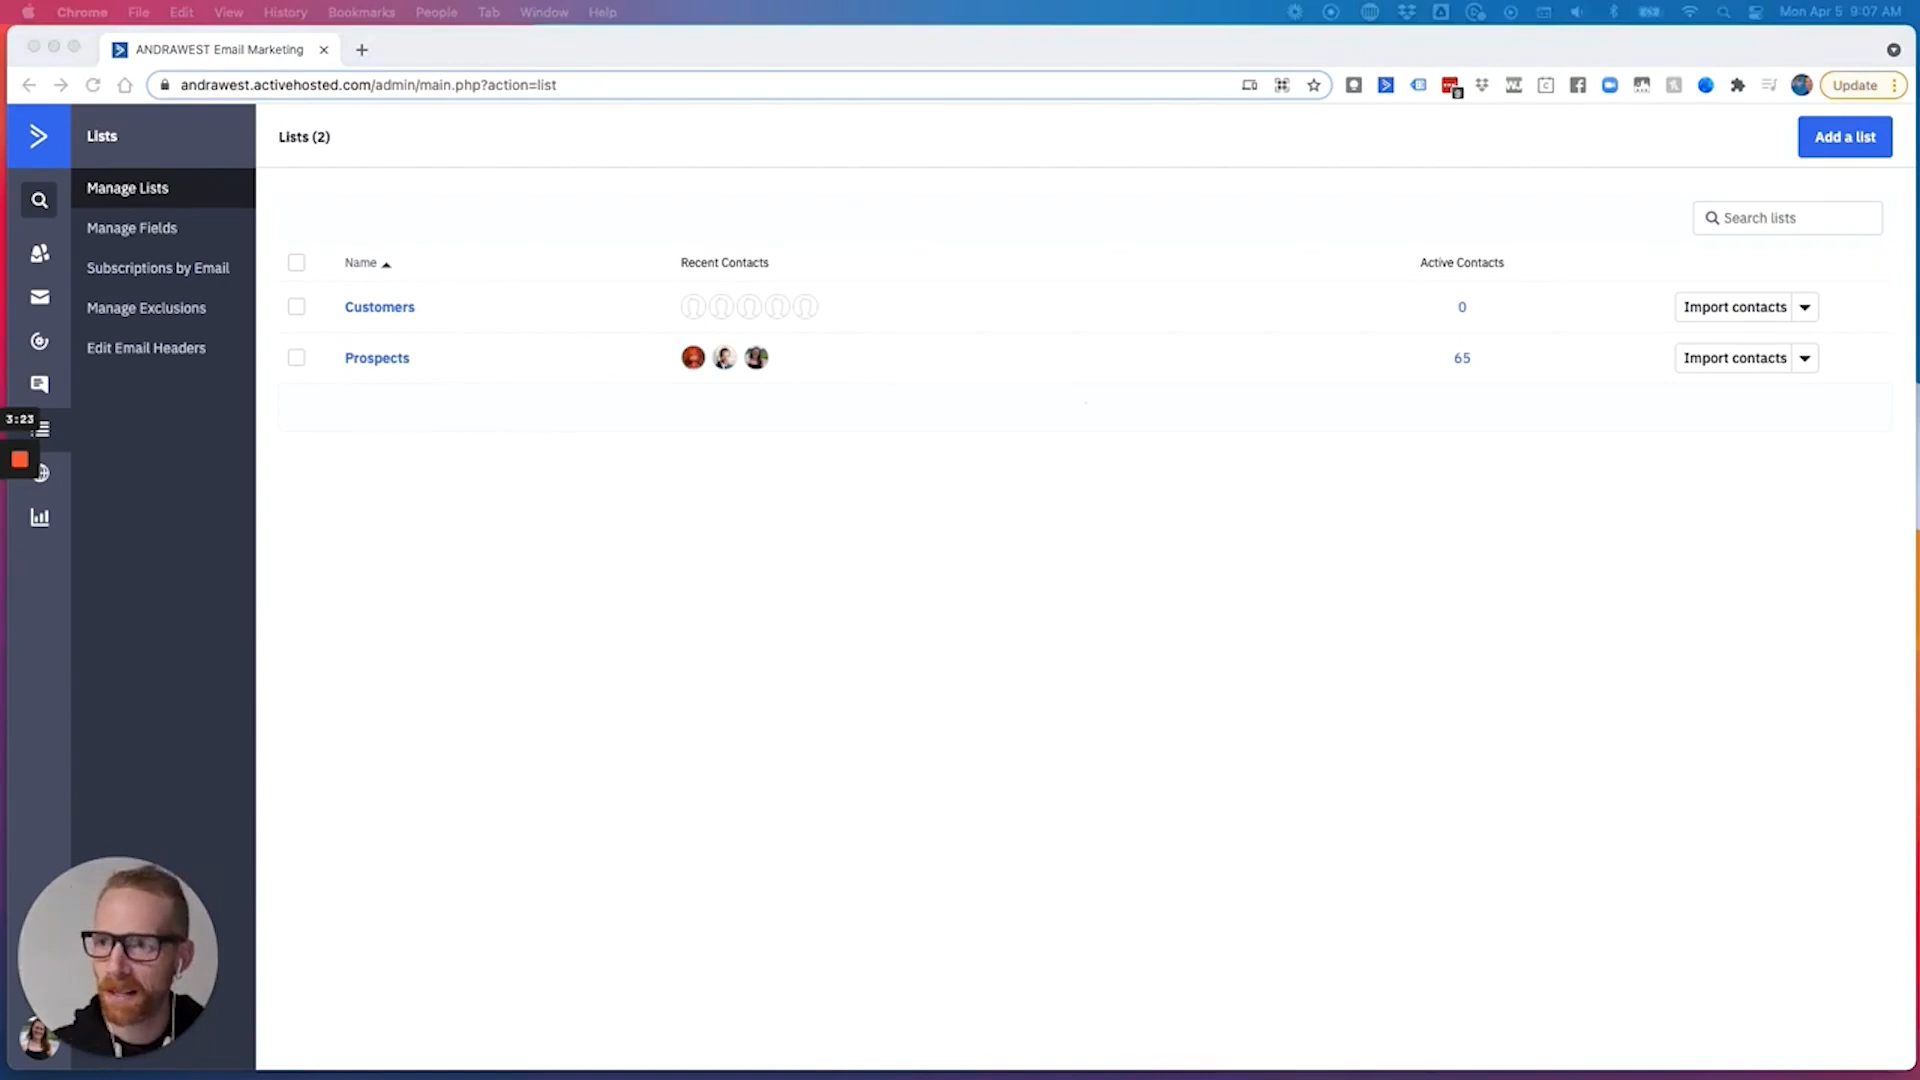 Chrome File Edit View History Bookmarks People Tab Window Help Mon Apr 5 9:07 AM
ANDRAWEST Email Marketing
andrawest.activehosted.com/admin/main.php?action=list
Update
Lists
Lists (2)
Add a list
Manage Lists
Manage Fields
Subscriptions by Email
Manage Exclusions
Edit Email Headers
Search lists
Name Recent Contacts Active Contacts
Customers 0 Import contacts
Prospects 65 Import contacts
3:23